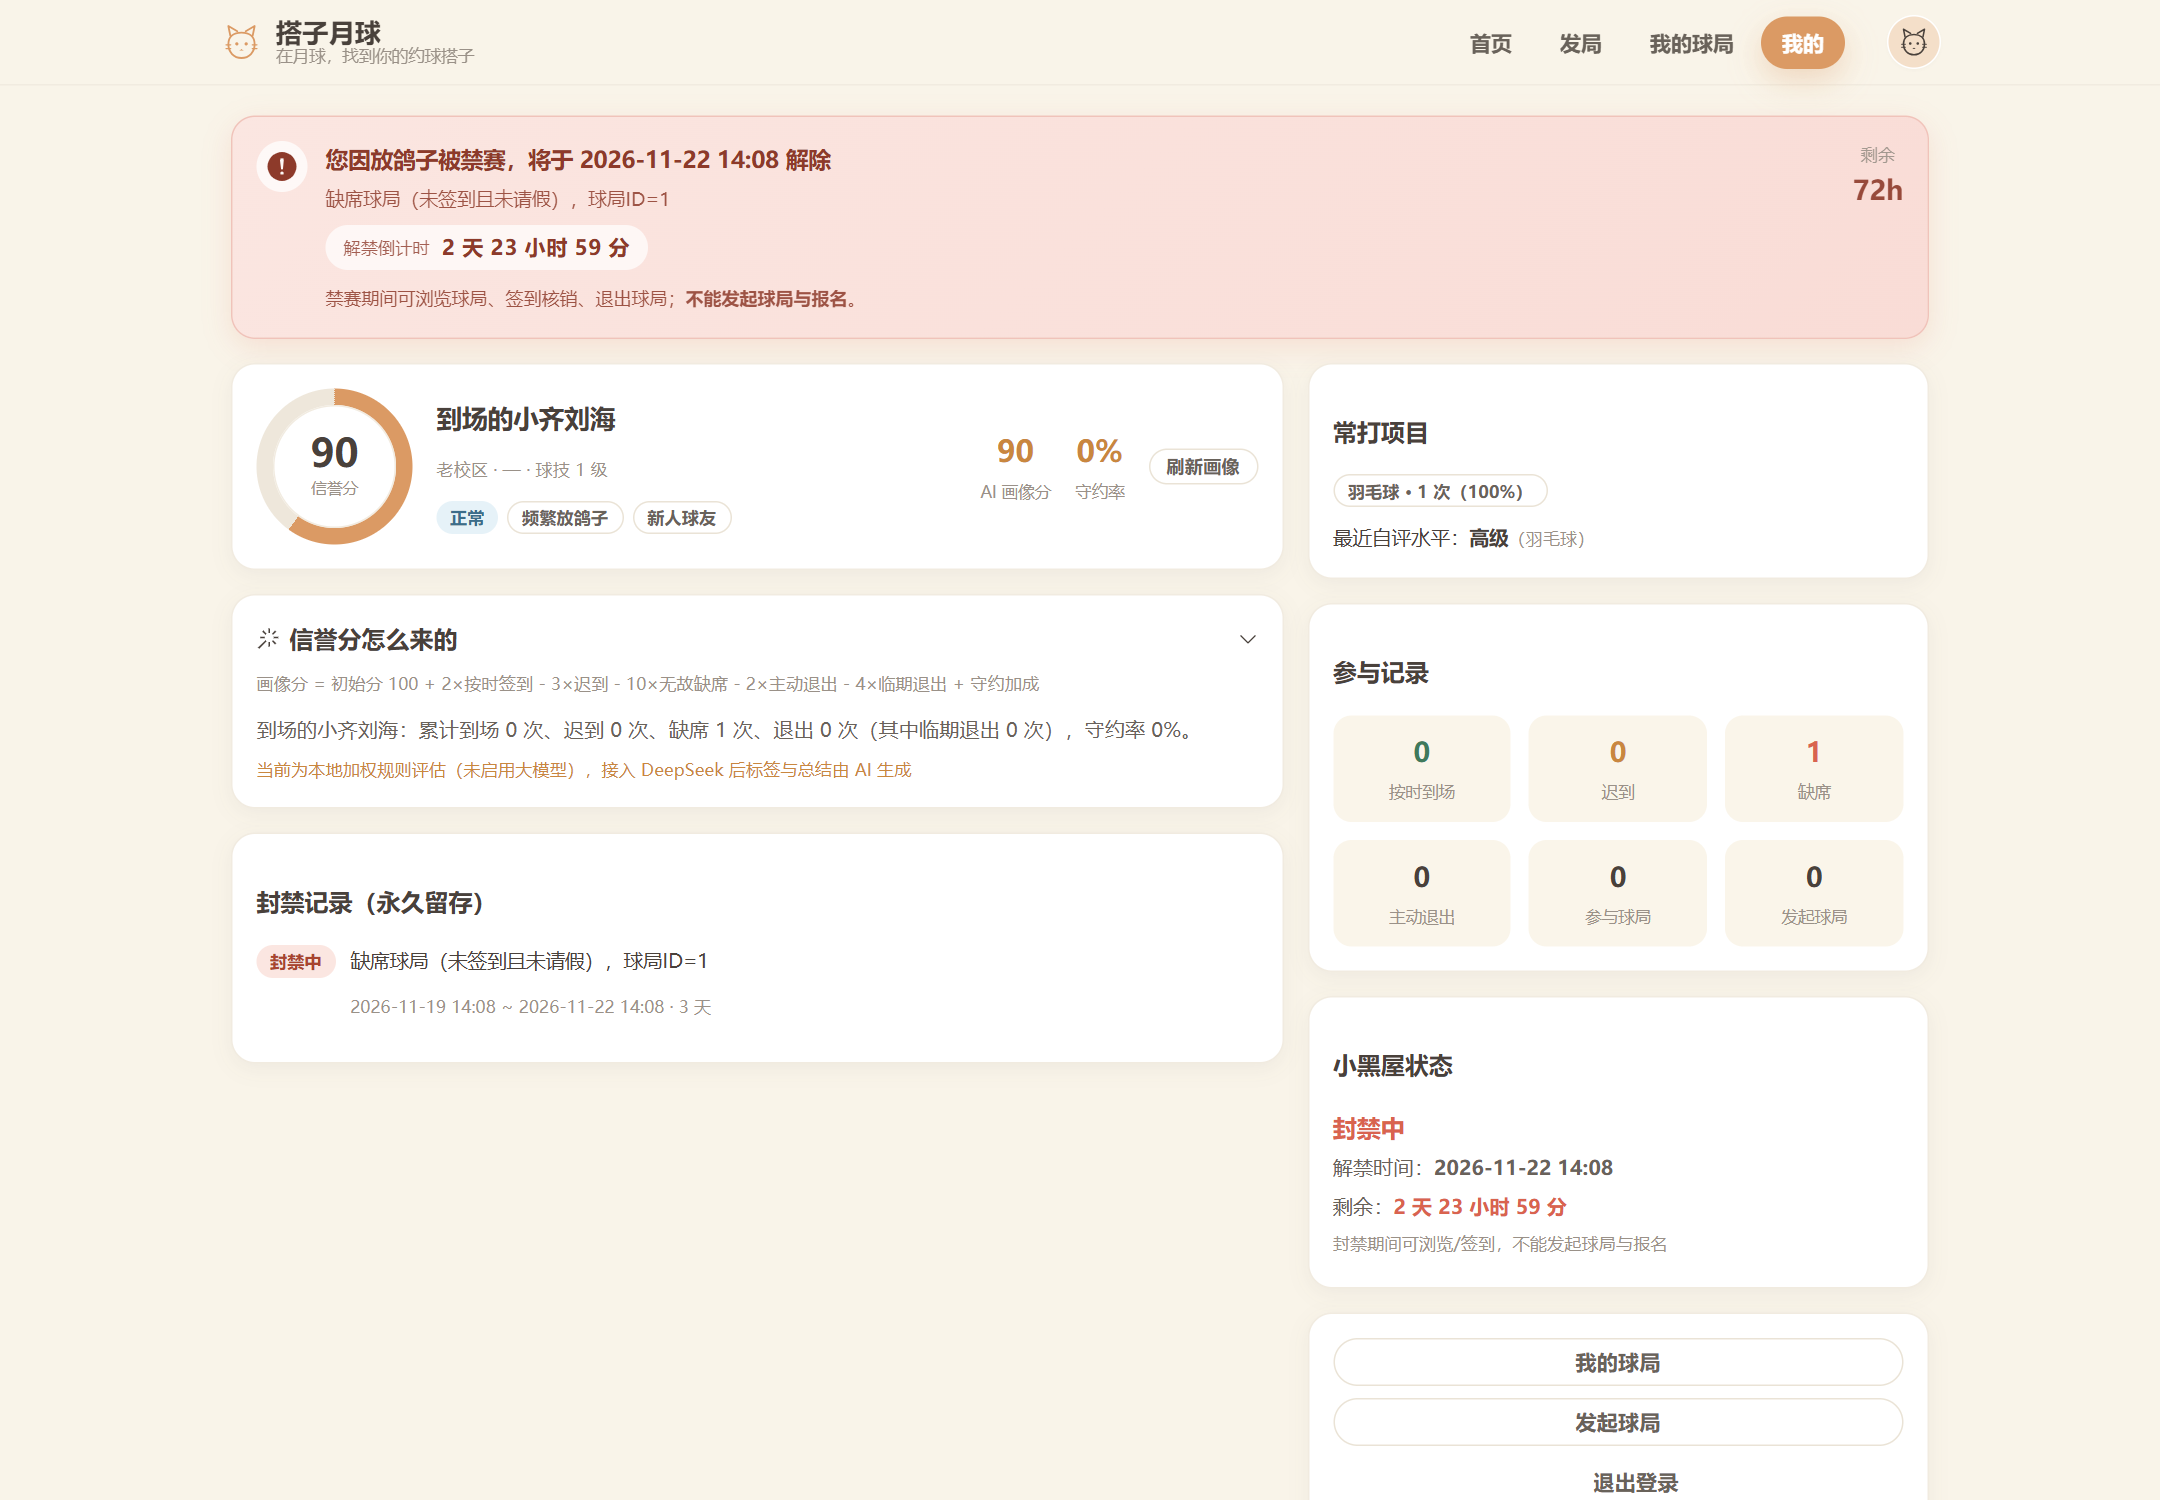 搭子月球
在月球，找到你的约球搭子
首页
发局
我的球局
我的
您因放鸽子被禁赛，将于 2026-11-22 14:08 解除
缺席球局（未签到且未请假），球局ID=1
解禁倒计时 2 天 23 小时 59 分
禁赛期间可浏览球局、签到核销、退出球局；不能发起球局与报名。
剩余
72h
90
信誉分
到场的小齐刘海
老校区 · — · 球技 1 级
正常
频繁放鸽子
新人球友
90
AI 画像分
0%
守约率
刷新画像
信誉分怎么来的
画像分 = 初始分 100 + 2×按时签到 - 3×迟到 - 10×无故缺席 - 2×主动退出 - 4×临期退出 + 守约加成
到场的小齐刘海：累计到场 0 次、迟到 0 次、缺席 1 次、退出 0 次（其中临期退出 0 次），守约率 0%。
当前为本地加权规则评估（未启用大模型），接入 DeepSeek 后标签与总结由 AI 生成
封禁记录（永久留存）
封禁中
缺席球局（未签到且未请假），球局ID=1
2026-11-19 14:08 ~ 2026-11-22 14:08 · 3 天
常打项目
羽毛球 • 1 次（100%）
最近自评水平：高级（羽毛球）
参与记录
0
按时到场
0
迟到
1
缺席
0
主动退出
0
参与球局
0
发起球局
小黑屋状态
封禁中
解禁时间：2026-11-22 14:08
剩余：2 天 23 小时 59 分
封禁期间可浏览/签到，不能发起球局与报名
我的球局
发起球局
退出登录